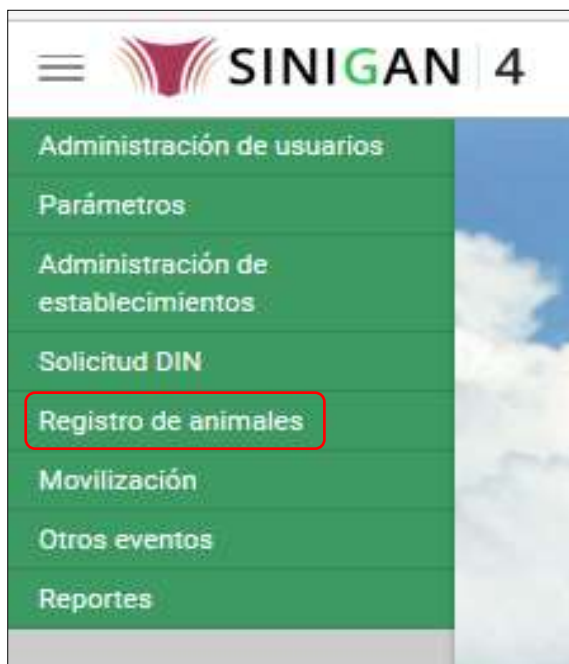 SINIGAN 4
Administración de usuarios
Parámetros
Administración de
establecimientos
Solicitud DIN
Registro de animales
Movilización
Otros eventos
Reportes